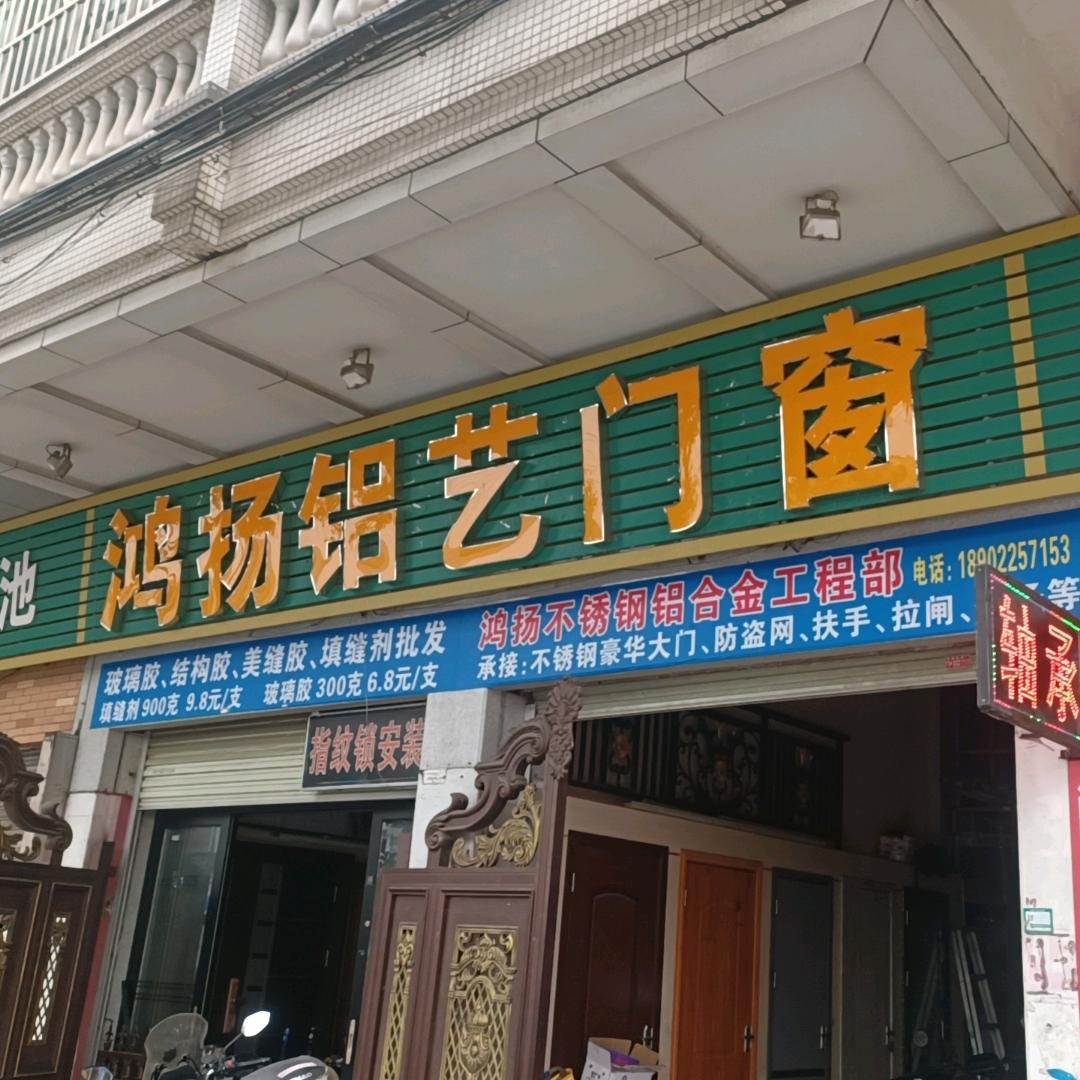 池
鸿扬铝艺门窗
玻璃胶、结构胶、美缝胶、填缝剂批发
填缝剂900克 9.8元/支 玻璃胶300克6.8元/支
鸿扬不锈钢铝合金工程部 电话:18902257153
承接:不锈钢豪华大门、防盗网、扶手、拉闸、
等
指纹锁安装
轴承